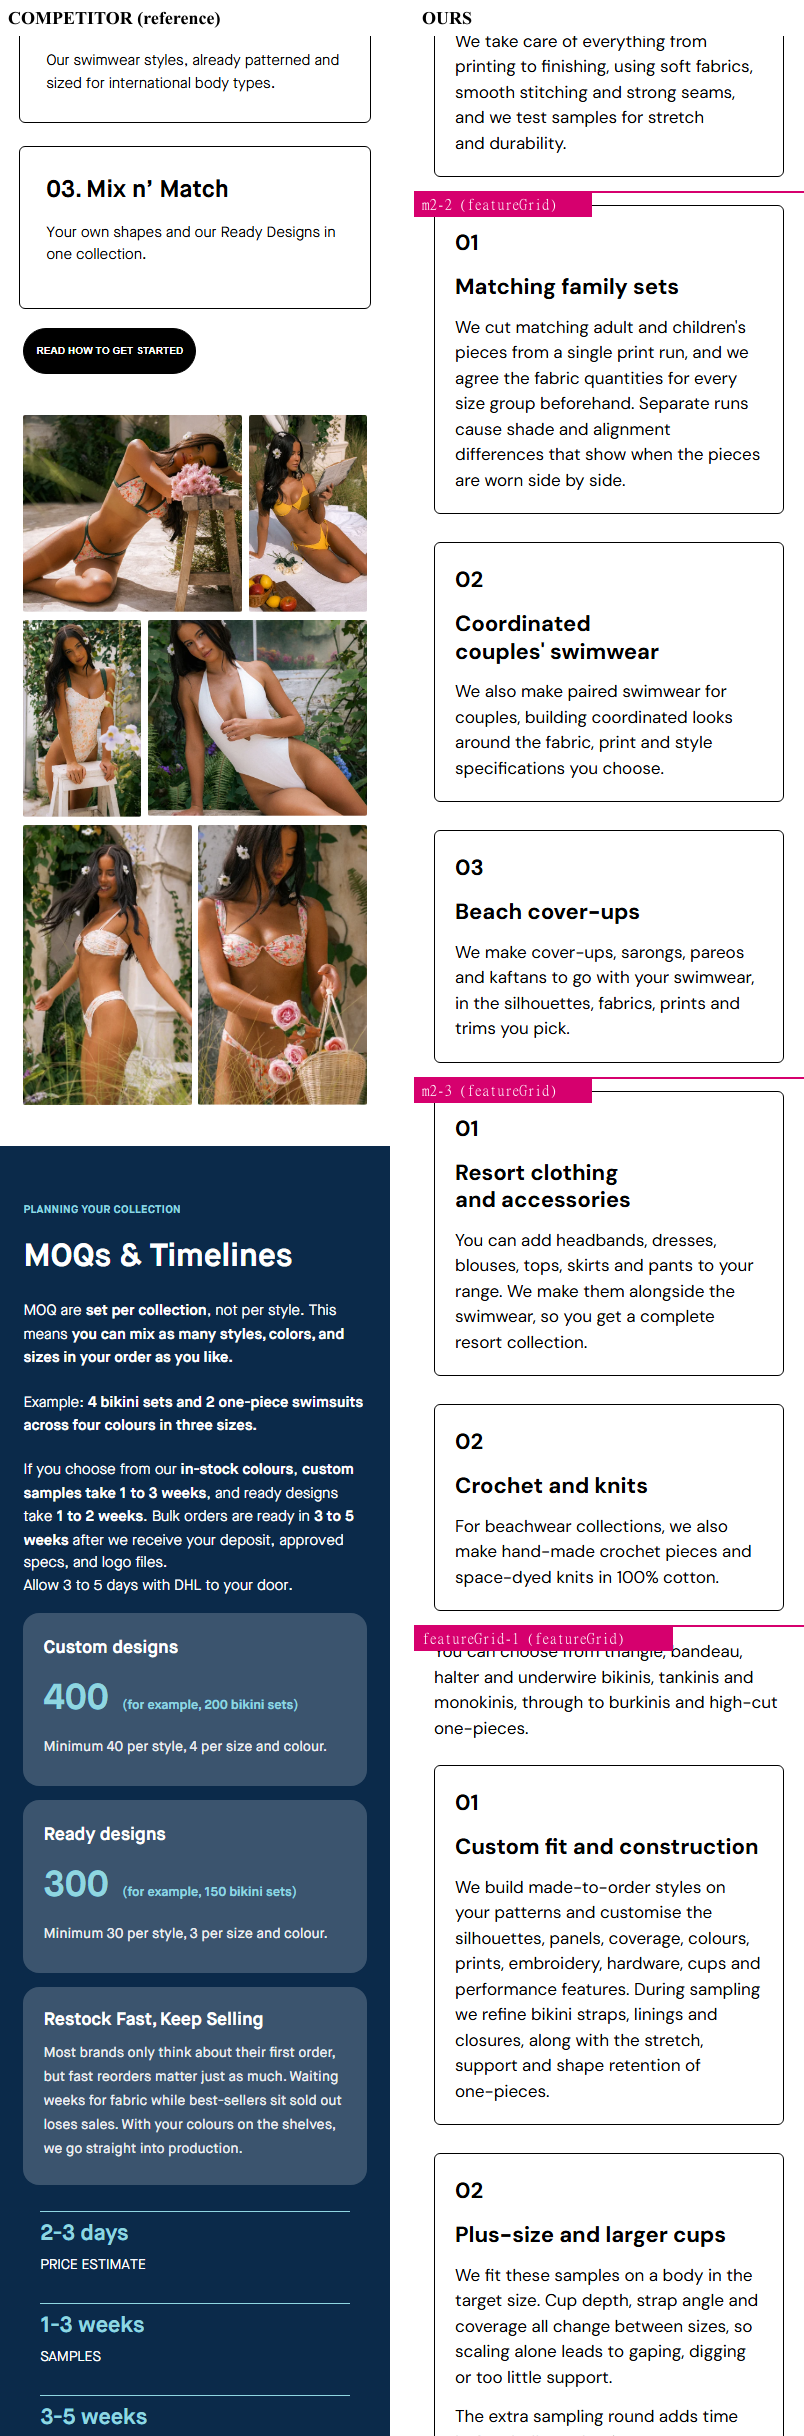 COMPETITOR (reference)
Our swimwear styles, already patterned and
sized for international body types.
03. Mix n’ Match
Your own shapes and our Ready Designs in
one collection.
READ HOW TO GET STARTED
PLANNING YOUR COLLECTION
MOQs & Timelines
MOQ are set per collection, not per style. This
means you can mix as many styles, colors, and
sizes in your order as you like.
Example: 4 bikini sets and 2 one-piece swimsuits
across four colours in three sizes.
If you choose from our in-stock colours, custom
samples take 1 to 3 weeks, and ready designs
take 1 to 2 weeks. Bulk orders are ready in 3 to 5
weeks after we receive your deposit, approved
specs, and logo files.
Allow 3 to 5 days with DHL to your door.
Custom designs
400 (for example, 200 bikini sets)
Minimum 40 per style, 4 per size and colour.
Ready designs
300 (for example, 150 bikini sets)
Minimum 30 per style, 3 per size and colour.
Restock Fast, Keep Selling
Most brands only think about their first order,
but fast reorders matter just as much. Waiting
weeks for fabric while best-sellers sit sold out
loses sales. With your colours on the shelves,
we go straight into production.
2-3 days
PRICE ESTIMATE
1-3 weeks
SAMPLES
3-5 weeks
OURS
We take care of everything from
printing to finishing, using soft fabrics,
smooth stitching and strong seams,
and we test samples for stretch
and durability.
m2-2 (featureGrid)
01
Matching family sets
We cut matching adult and children's
pieces from a single print run, and we
agree the fabric quantities for every
size group beforehand. Separate runs
cause shade and alignment
differences that show when the pieces
are worn side by side.
02
Coordinated
couples' swimwear
We also make paired swimwear for
couples, building coordinated looks
around the fabric, print and style
specifications you choose.
03
Beach cover-ups
We make cover-ups, sarongs, pareos
and kaftans to go with your swimwear,
in the silhouettes, fabrics, prints and
trims you pick.
m2-3 (featureGrid)
01
Resort clothing
and accessories
You can add headbands, dresses,
blouses, tops, skirts and pants to your
range. We make them alongside the
swimwear, so you get a complete
resort collection.
02
Crochet and knits
For beachwear collections, we also
make hand-made crochet pieces and
space-dyed knits in 100% cotton.
featureGrid-1 (featureGrid)
You can choose from triangle, bandeau,
halter and underwire bikinis, tankinis and
monokinis, through to burkinis and high-cut
one-pieces.
01
Custom fit and construction
We build made-to-order styles on
your patterns and customise the
silhouettes, panels, coverage, colours,
prints, embroidery, hardware, cups and
performance features. During sampling
we refine bikini straps, linings and
closures, along with the stretch,
support and shape retention of
one-pieces.
02
Plus-size and larger cups
We fit these samples on a body in the
target size. Cup depth, strap angle and
coverage all change between sizes, so
scaling alone leads to gaping, digging
or too little support.
The extra sampling round adds time